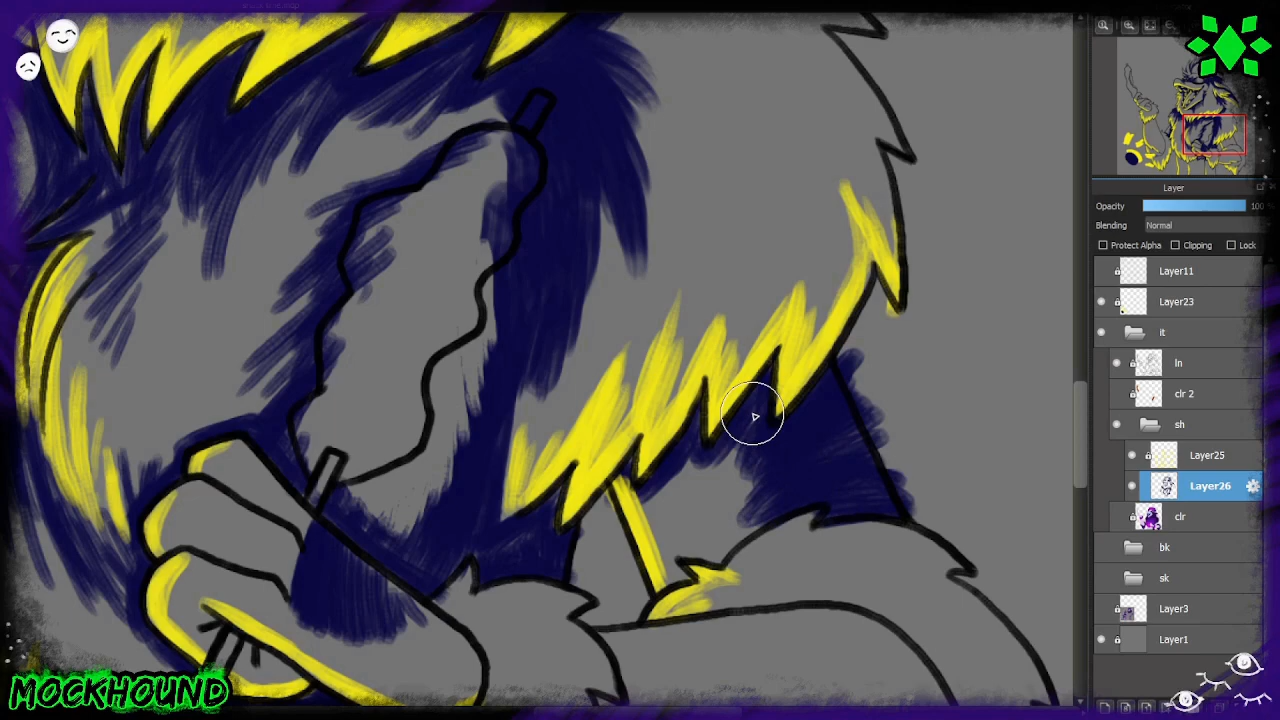 Layer
Opacity 100
Blending Normal
Protect Alpha Clipping Lock
Layer11
Layer23
it
ln
clr 2
sh
Layer25
Layer26
clr
bk
sk
Layer3
Layer1
MOCKHOUND